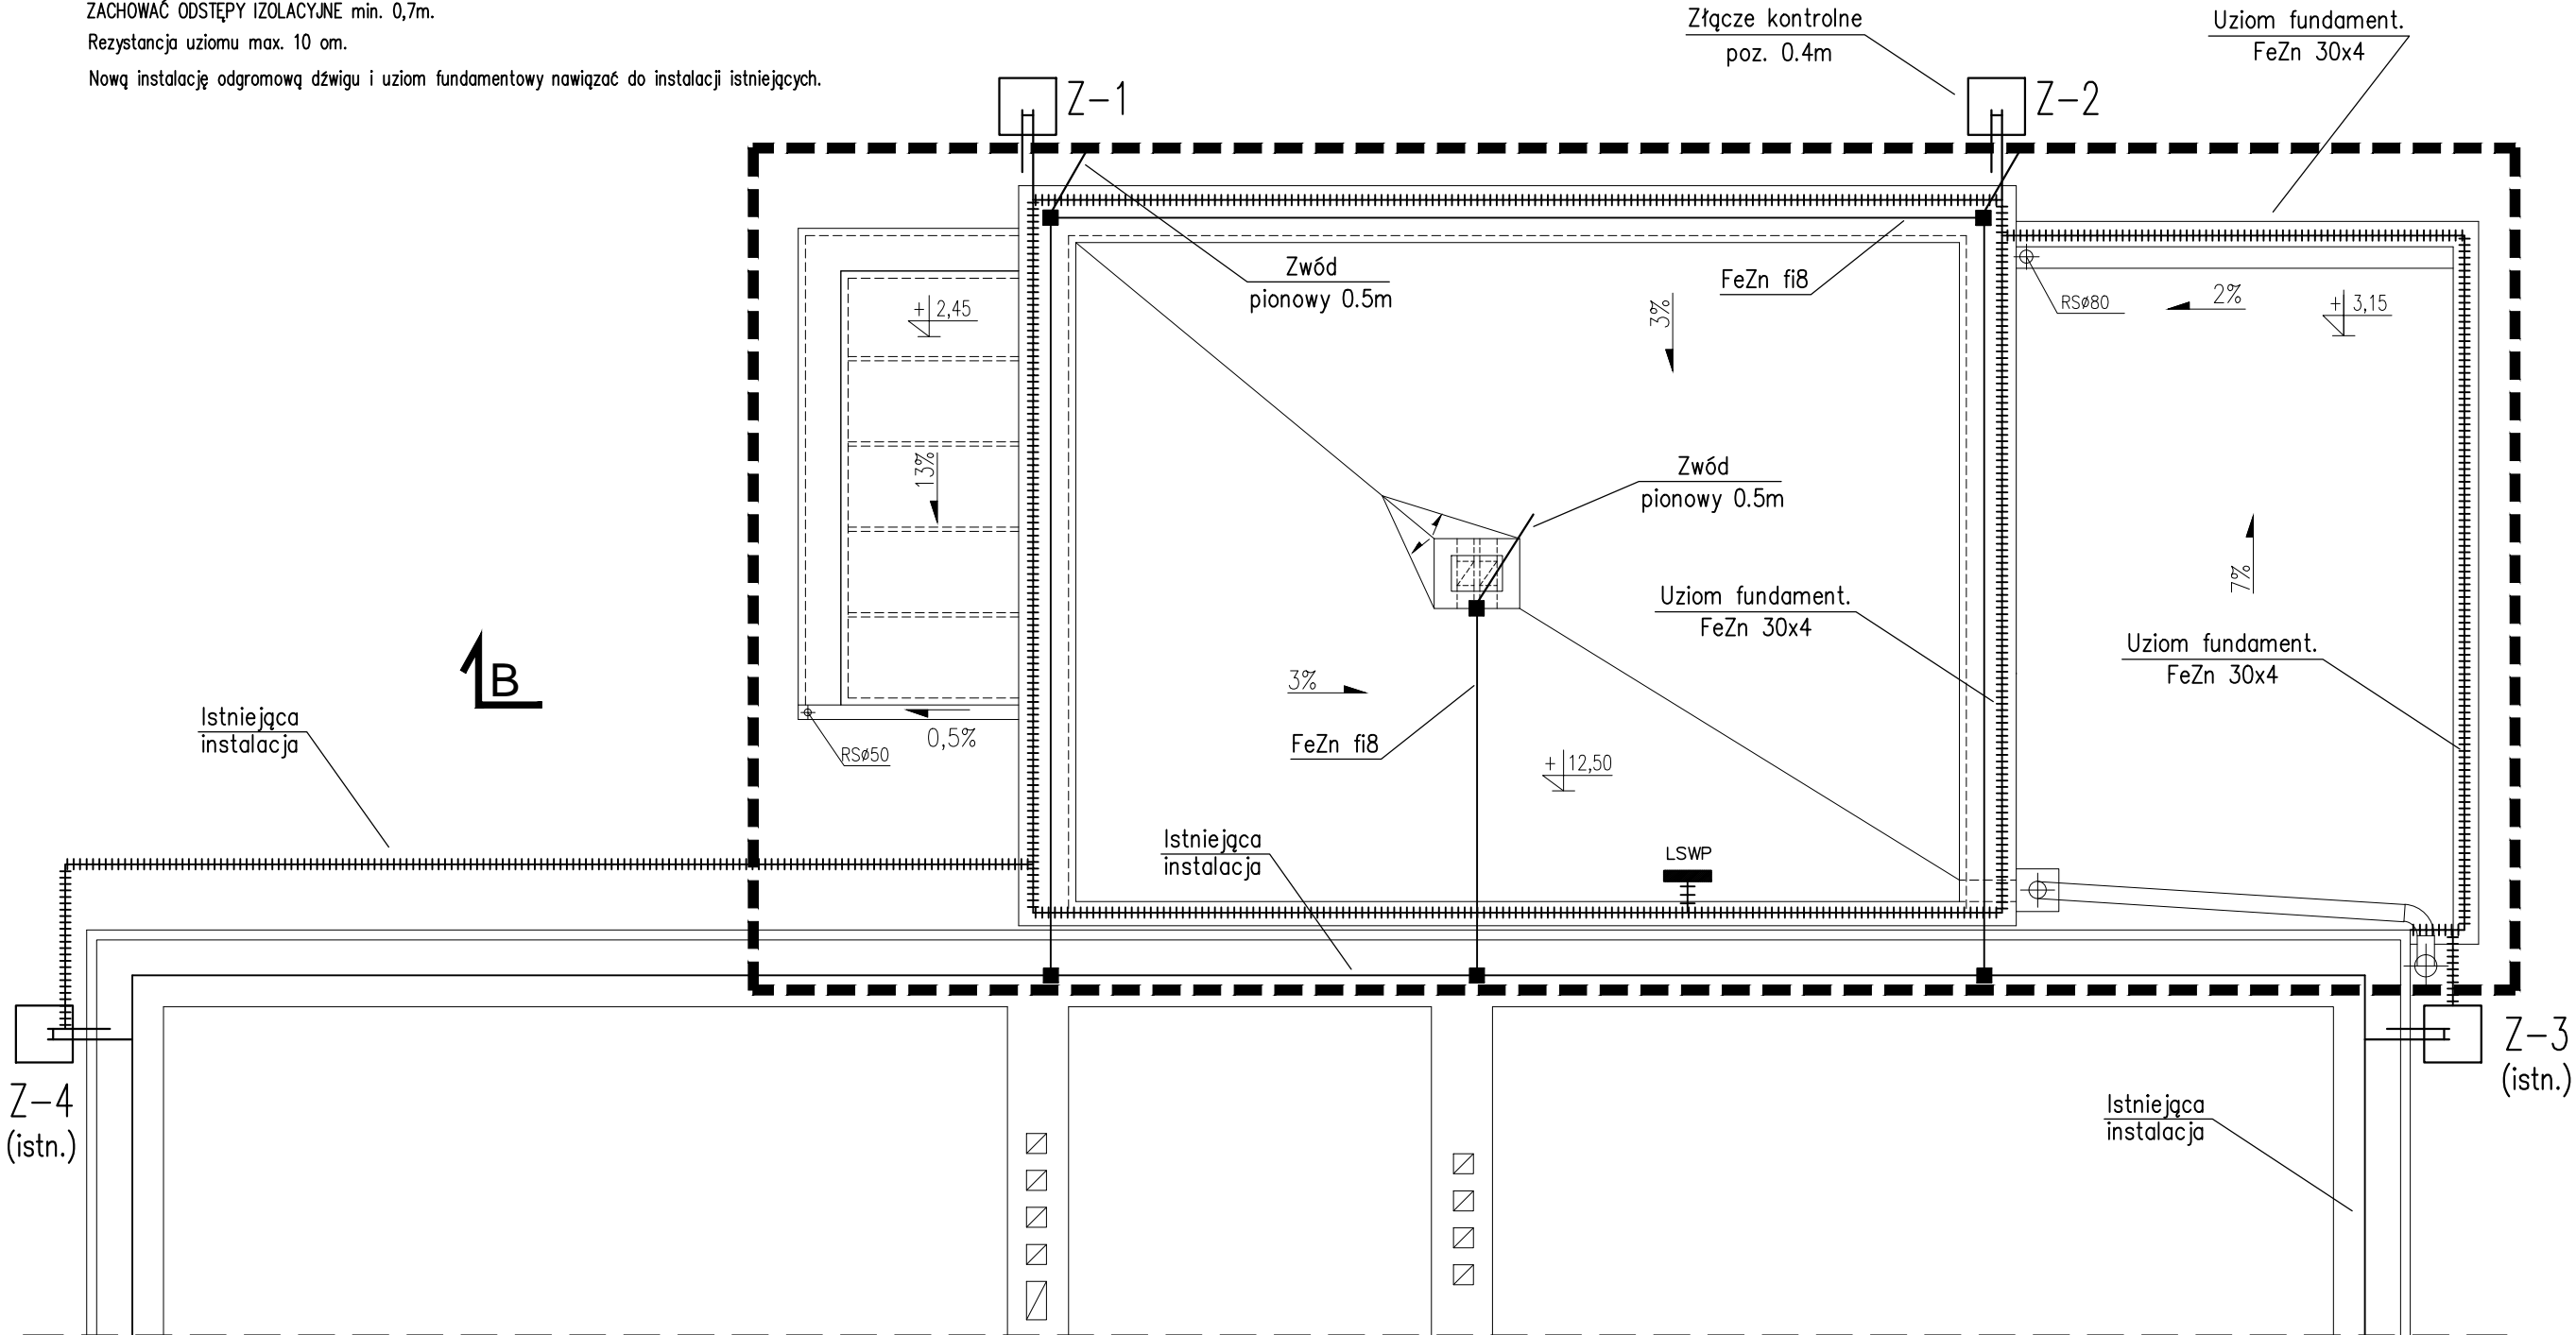 ZACHOWAĆ ODSTĘPY IZOLACYJNE min. 0,7m.
Rezystancja uziomu max. 10 om.
Nową instalację odgromową dźwigu i uziom fundamentowy nawiązać do instalacji istniejących.
Złącze kontrolne
poz. 0.4m
Uziom fundament.
FeZn 30x4
Z-1
Z-2
Zwód
pionowy 0.5m
FeZn fi8
+ 2,45
3%
RSø80
2%
+ 3,15
13%
Zwód
pionowy 0.5m
7%
Uziom fundament.
FeZn 30x4
Uziom fundament.
FeZn 30x4
B
3%
Istniejąca
instalacja
0,5%
RSø50
FeZn fi8
+ 12,50
Istniejąca
instalacja
LSWP
Z-3
(istn.)
Z-4
(istn.)
Istniejąca
instalacja